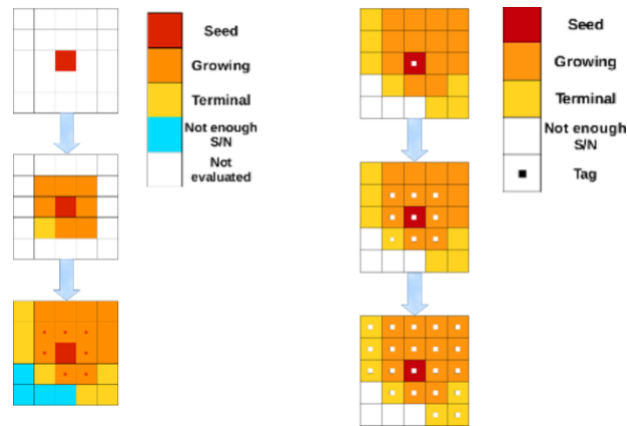 Seed
Growing
Terminal
Not enough
S/N
Not
evaluated
Seed
Growing
Terminal
Not enough
S/N
Tag